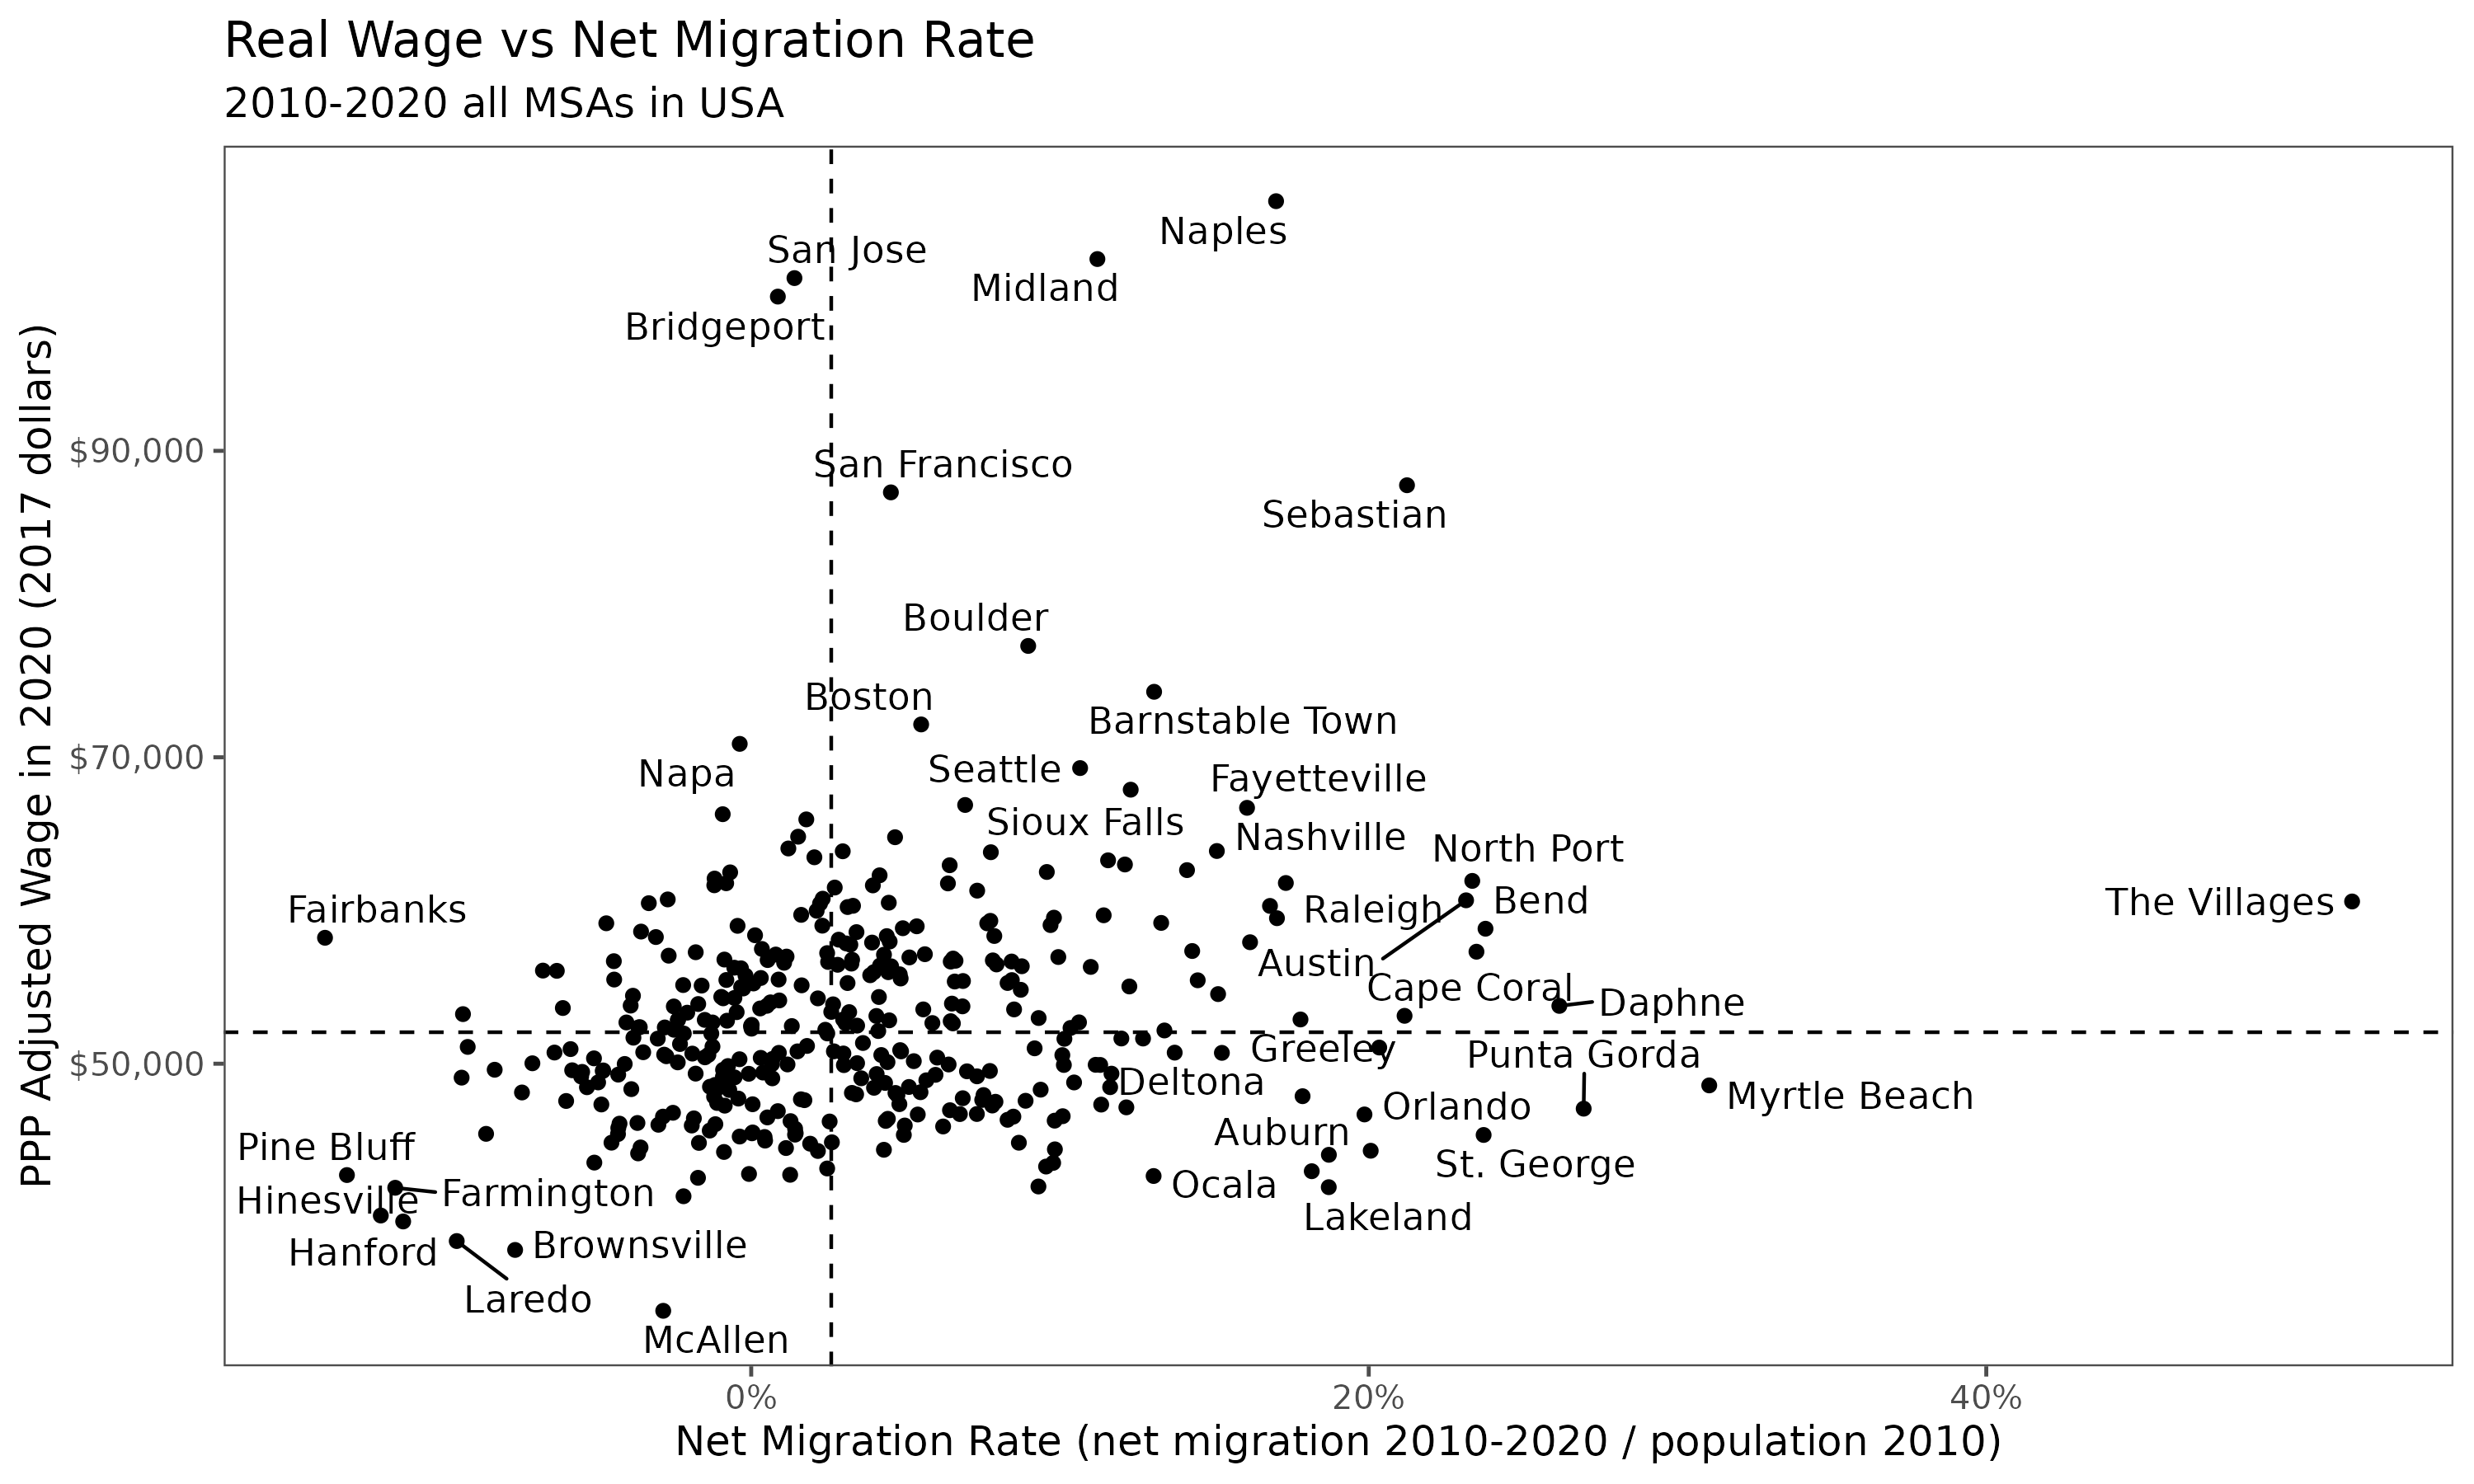 Real Wage vs Net Migration Rate
2010-2020 all MSAs in USA
PPP Adjusted Wage in 2020 (2017 dollars)
$90,000
$70,000
$50,000
Naples
San Jose
Midland
Bridgeport
San Francisco
Sebastian
Boulder
Boston
Barnstable Town
Napa
Seattle
Fayetteville
Sioux Falls
Nashville
North Port
Fairbanks
Raleigh
Bend
The Villages
Austin
Cape Coral
Daphne
Greeley
Punta Gorda
Deltona
Myrtle Beach
Orlando
Auburn
Pine Bluff
St. George
Ocala
Hinesville
Farmington
Lakeland
Hanford
Brownsville
Laredo
McAllen
0%
20%
40%
Net Migration Rate (net migration 2010-2020 / population 2010)